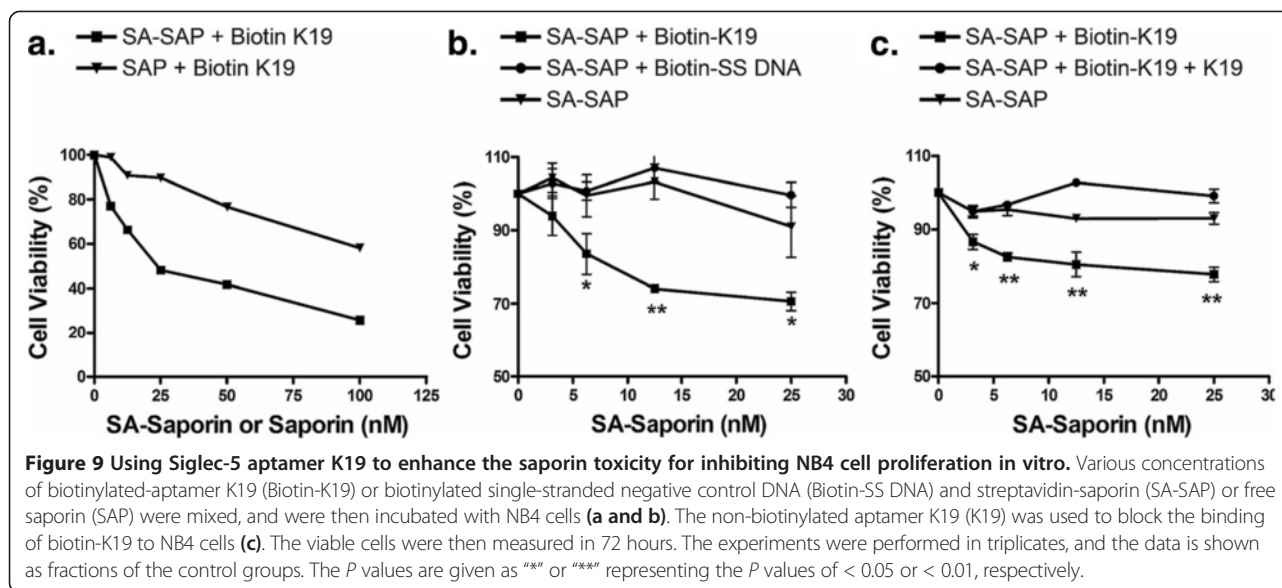 a.
SA-SAP + Biotin K19
SAP + Biotin K19
Cell Viability (%)
100
80
60
40
20
0
0 25 50 75 100 125
SA-Saporin or Saporin (nM)
b.
SA-SAP + Biotin-K19
SA-SAP + Biotin-SS DNA
SA-SAP
Cell Viability (%)
110
90
70
50
* ** *
0 5 10 15 20 25 30
SA-Saporin (nM)
c.
SA-SAP + Biotin-K19
SA-SAP + Biotin-K19 + K19
SA-SAP
Cell Viability (%)
110
90
70
50
* ** ** **
0 5 10 15 20 25 30
SA-Saporin (nM)
Figure 9 Using Siglec-5 aptamer K19 to enhance the saporin toxicity for inhibiting NB4 cell proliferation in vitro. Various concentrations
of biotinylated-aptamer K19 (Biotin-K19) or biotinylated single-stranded negative control DNA (Biotin-SS DNA) and streptavidin-saporin (SA-SAP) or free
saporin (SAP) were mixed, and were then incubated with NB4 cells (a and b). The non-biotinylated aptamer K19 (K19) was used to block the binding
of biotin-K19 to NB4 cells (c). The viable cells were then measured in 72 hours. The experiments were performed in triplicates, and the data is shown
as fractions of the control groups. The P values are given as “*” or “**” representing the P values of < 0.05 or < 0.01, respectively.